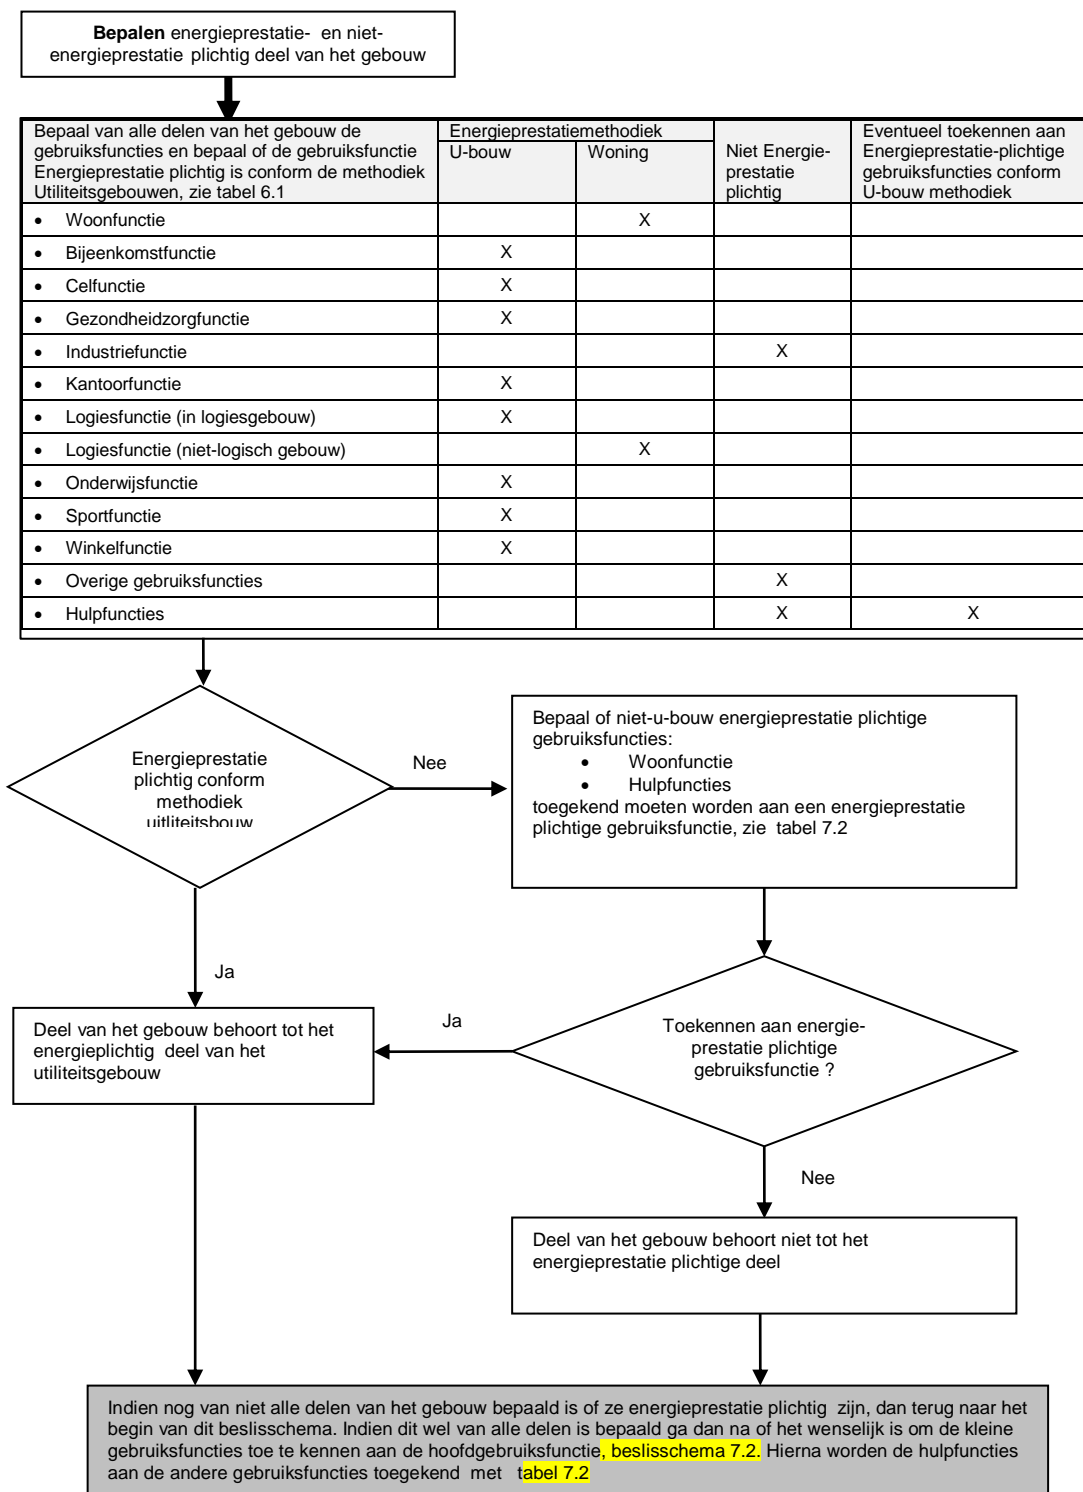 Bepalen energieprestatie- en niet-
energieprestatie plichtig deel van het gebouw
Bepaal van alle delen van het gebouw de
gebruiksfuncties en bepaal of de gebruiksfunctie
Energieprestatie plichtig is conform de methodiek
Utiliteitsgebouwen, zie tabel 6.1
Energieprestatiemethodiek
U-bouw
Woning
Niet Energie-
prestatie
plichtig
Eventueel toekennen aan
Energieprestatie-plichtige
gebruiksfuncties conform
U-bouw methodiek
• Woonfunctie X
• Bijeenkomstfunctie X
• Celfunctie X
• Gezondheidzorgfunctie X
• Industriefunctie X
• Kantoorfunctie X
• Logiesfunctie (in logiesgebouw) X
• Logiesfunctie (niet-logisch gebouw) X
• Onderwijsfunctie X
• Sportfunctie X
• Winkelfunctie X
• Overige gebruiksfuncties X
• Hulpfuncties X X
Energieprestatie
plichtig conform
methodiek
uitliteitsbouw
Nee
Bepaal of niet-u-bouw energieprestatie plichtige
gebruiksfuncties:
• Woonfunctie
• Hulpfuncties
toegekend moeten worden aan een energieprestatie
plichtige gebruiksfunctie, zie tabel 7.2
Ja
Deel van het gebouw behoort tot het
energieplichtig deel van het
utiliteitsgebouw
Ja
Toekennen aan energie-
prestatie plichtige
gebruiksfunctie ?
Nee
Deel van het gebouw behoort niet tot het
energieprestatie plichtige deel
Indien nog van niet alle delen van het gebouw bepaald is of ze energieprestatie plichtig zijn, dan terug naar het
begin van dit beslisschema. Indien dit wel van alle delen is bepaald ga dan na of het wenselijk is om de kleine
gebruiksfuncties toe te kennen aan de hoofdgebruiksfunctie, beslisschema 7.2. Hierna worden de hulpfuncties
aan de andere gebruiksfuncties toegekend met tabel 7.2